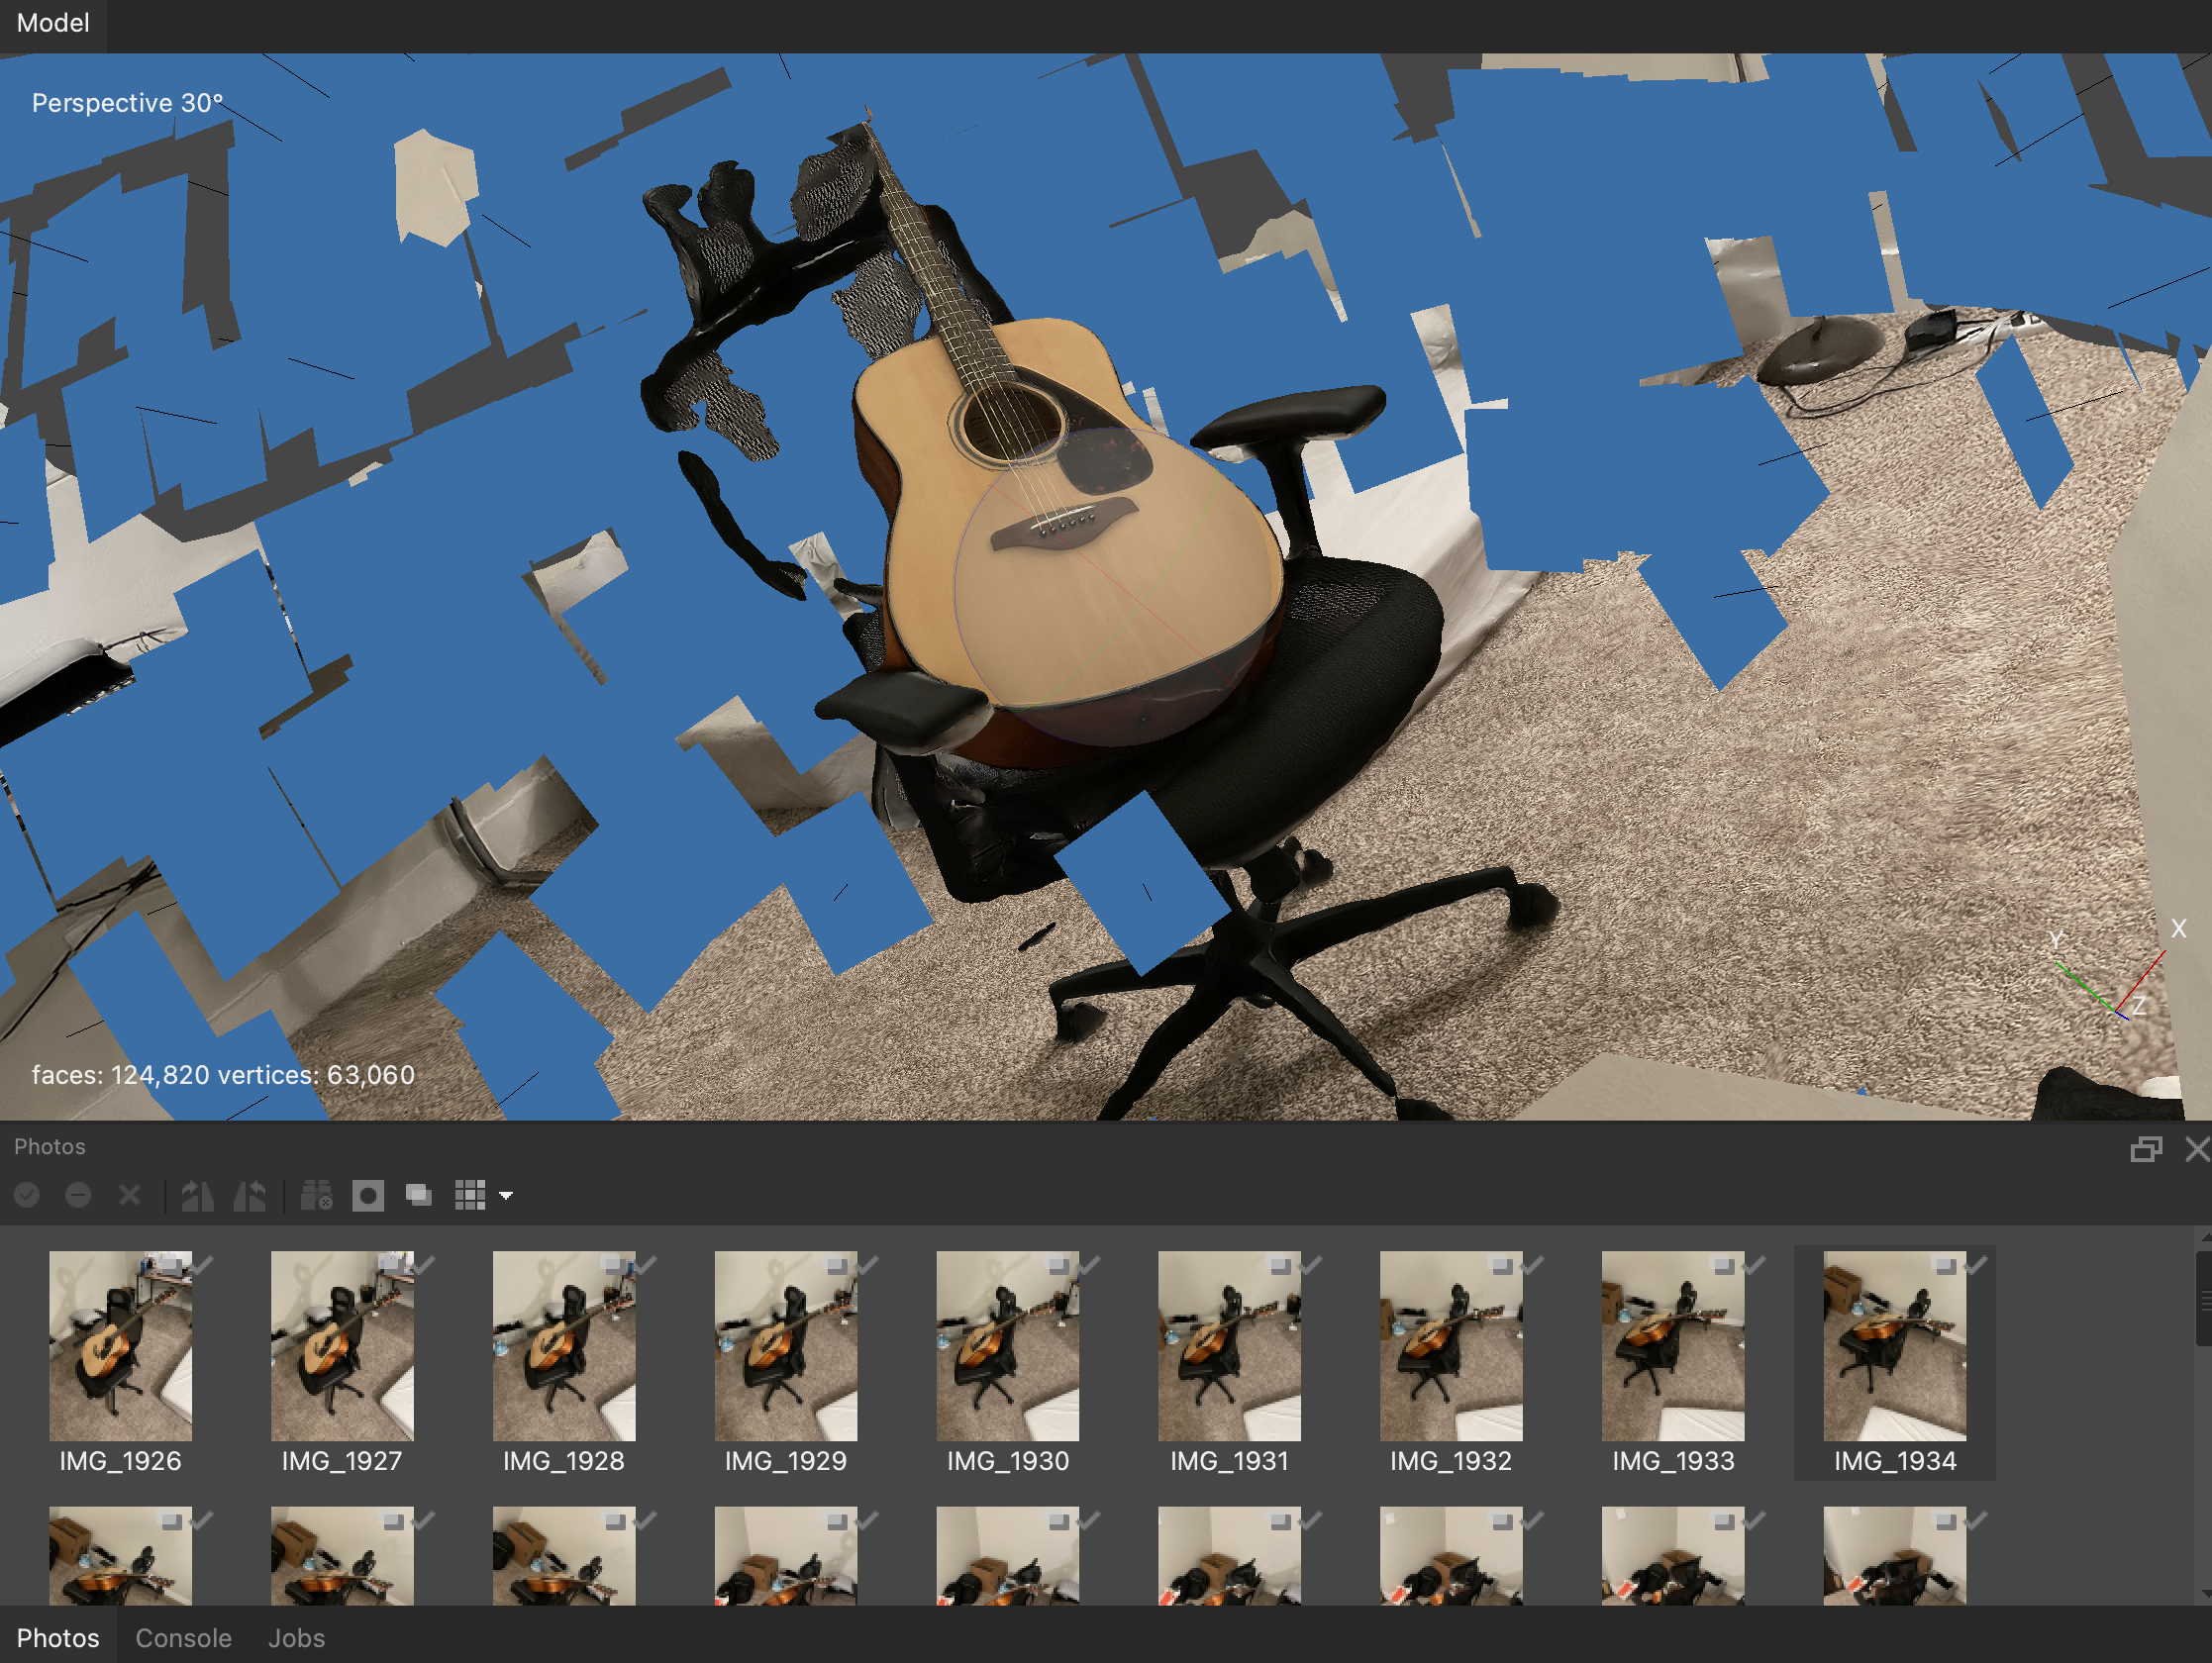 Model
Perspective 30°
X
Y
Z
faces: 124,820 vertices: 63,060
Photos
IMG_1926 IMG_1927 IMG_1928 IMG_1929 IMG_1930 IMG_1931 IMG_1932 IMG_1933 IMG_1934
Photos Console Jobs